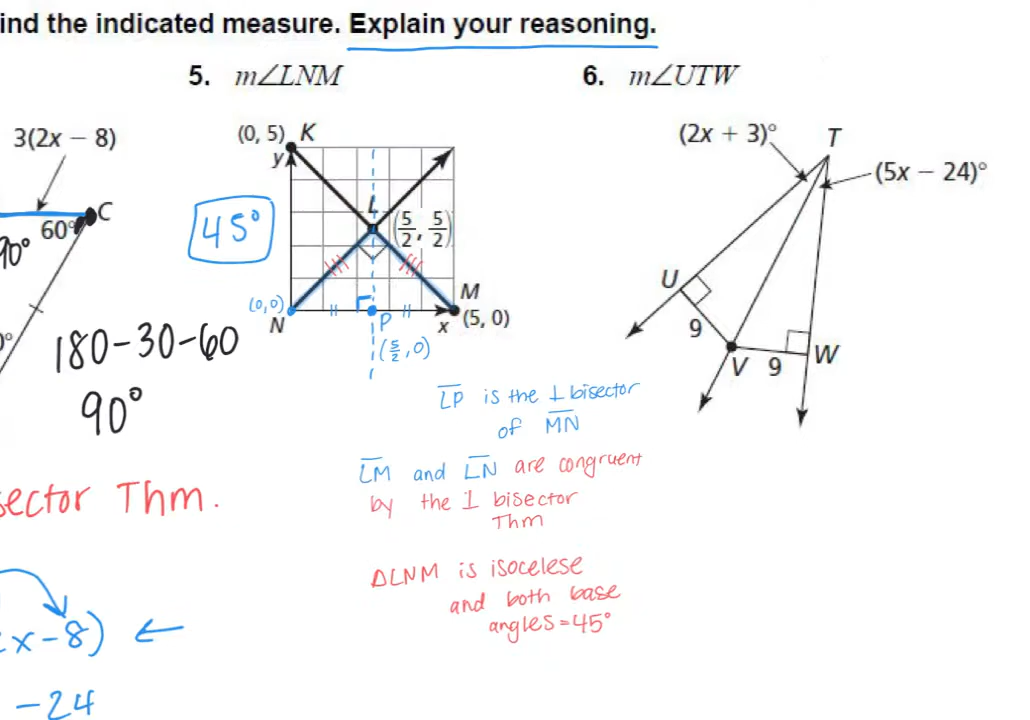 ind the indicated measure. Explain your reasoning.
5. m∠LNM
6. m∠UTW
3(2x − 8)
C
60°
90°
180-30-60
90°
sector Thm.
x-8) ←
-24
(0, 5) K
y
L
(5/2, 5/2)
45°
(0,0)
N
P
x
M
(5, 0)
(5/2, 0)
LP is the ⊥ bisector
of MN
LM and LN are congruent
by the ⊥ bisector
Thm
ΔLNM is isocelese
and both base
angles=45°
(2x + 3)°
T
(5x − 24)°
U
9
V
9
W